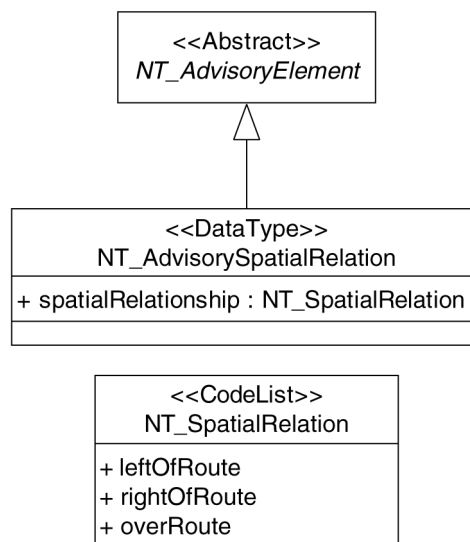 <<Abstract>>
NT_AdvisoryElement
<<DataType>>
NT_AdvisorySpatialRelation
+ spatialRelationship : NT_SpatialRelation
<<CodeList>>
NT_SpatialRelation
+ leftOfRoute
+ rightOfRoute
+ overRoute